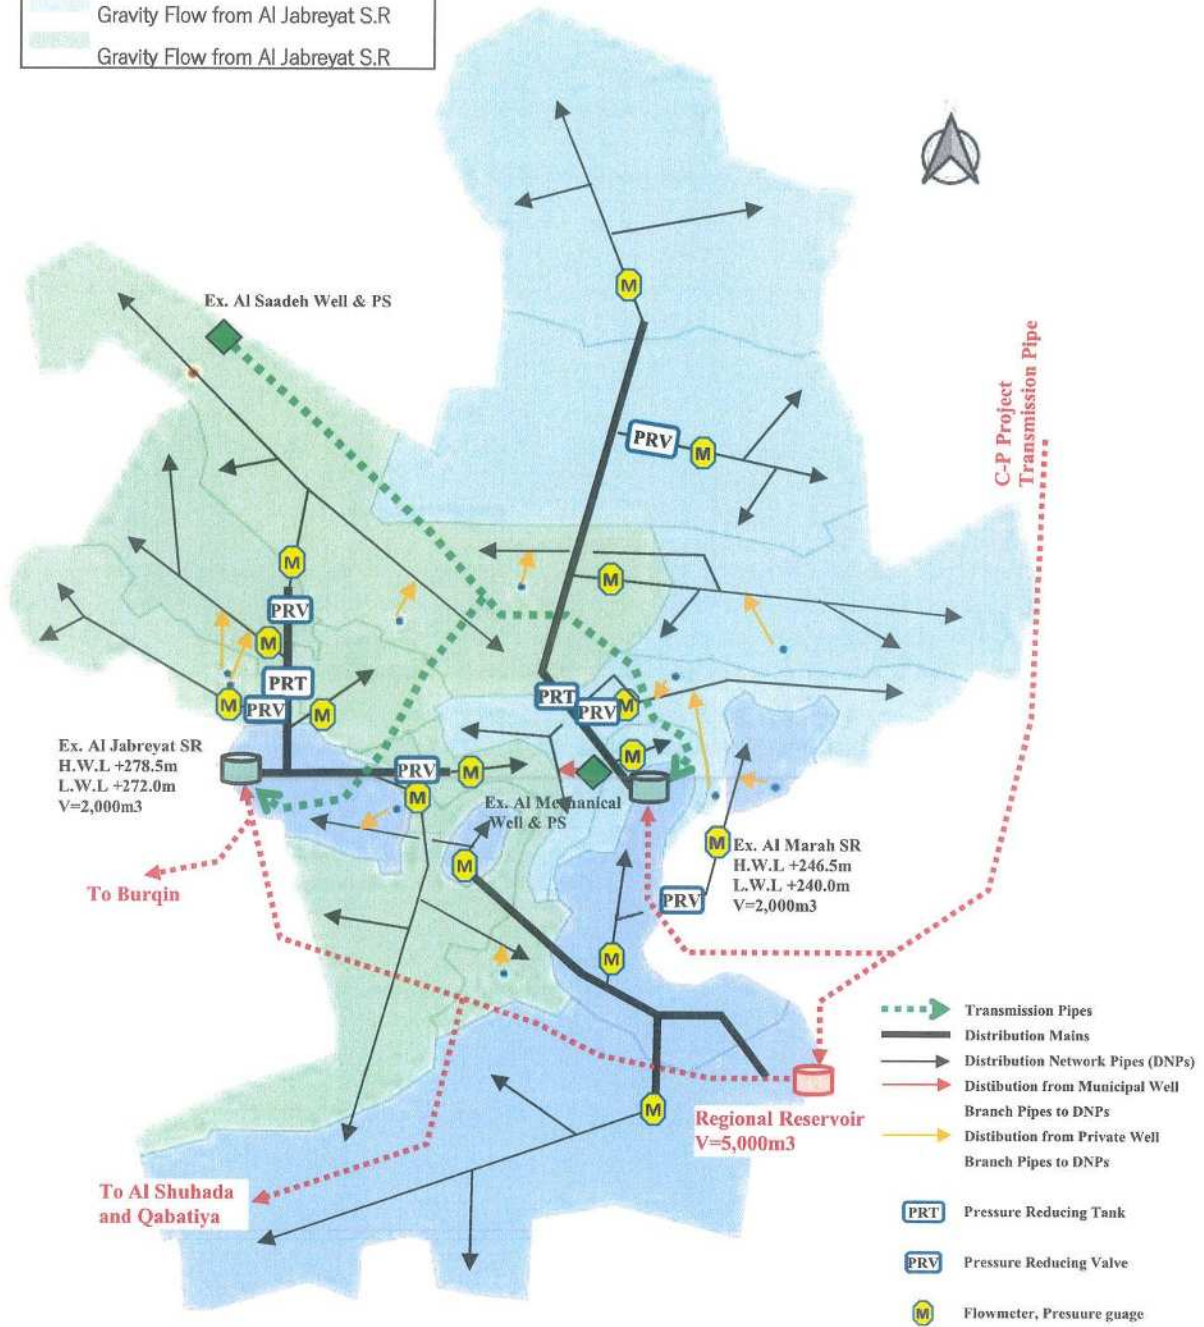 Gravity Flow from Al Jabreyat S.R
Gravity Flow from Al Jabreyat S.R
M
Ex. Al Saadeh Well & PS
C-P Project
Transmission Pipe
PRV
M
M
M
PRV
M
PRT
M
PRV
M
PRT
PRV
M
Ex. Al Jabreyat SR
H.W.L +278.5m
L.W.L +272.0m
V=2,000m3
PRV
M
M
M
Ex. Al Mechanical
Well & PS
M
M
Ex. Al Marah SR
H.W.L +246.5m
L.W.L +240.0m
V=2,000m3
To Burqin
PRV
M
Transmission Pipes
Distribution Mains
Distribution Network Pipes (DNPs)
Distibution from Municipal Well
Branch Pipes to DNPs
Distibution from Private Well
Branch Pipes to DNPs
M
Regional Reservoir
V=5,000m3
To Al Shuhada
and Qabatiya
PRT Pressure Reducing Tank
PRV Pressure Reducing Valve
M Flowmeter, Presuure guage